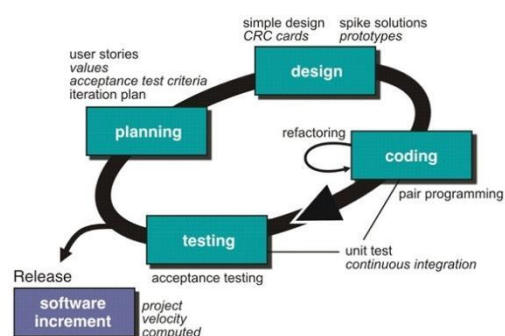 simple design
CRC cards
spike solutions
prototypes
design
user stories
values
acceptance test criteria
iteration plan
planning
refactoring
coding
pair programming
testing
unit test
continuous integration
acceptance testing
Release
software
increment
project
velocity
computed